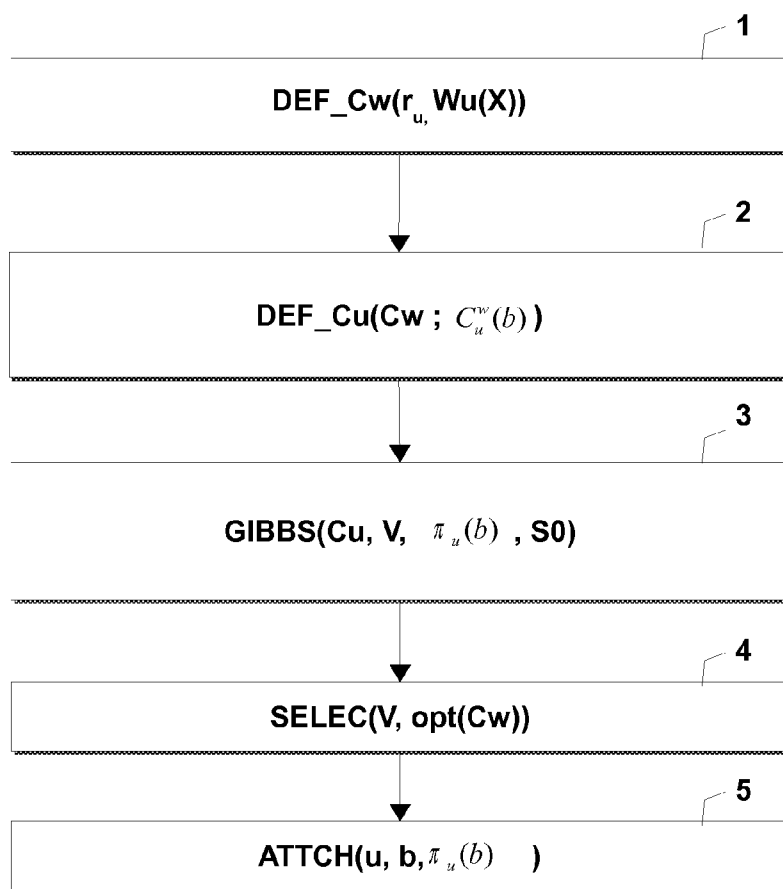 1
DEF_Cw(r_u, Wu(X))
2
DEF_Cu(Cw ; C_u^w(b) )
3
GIBBS(Cu, V, π_u(b) , S0)
4
SELEC(V, opt(Cw))
5
ATTCH(u, b, π_u(b) )